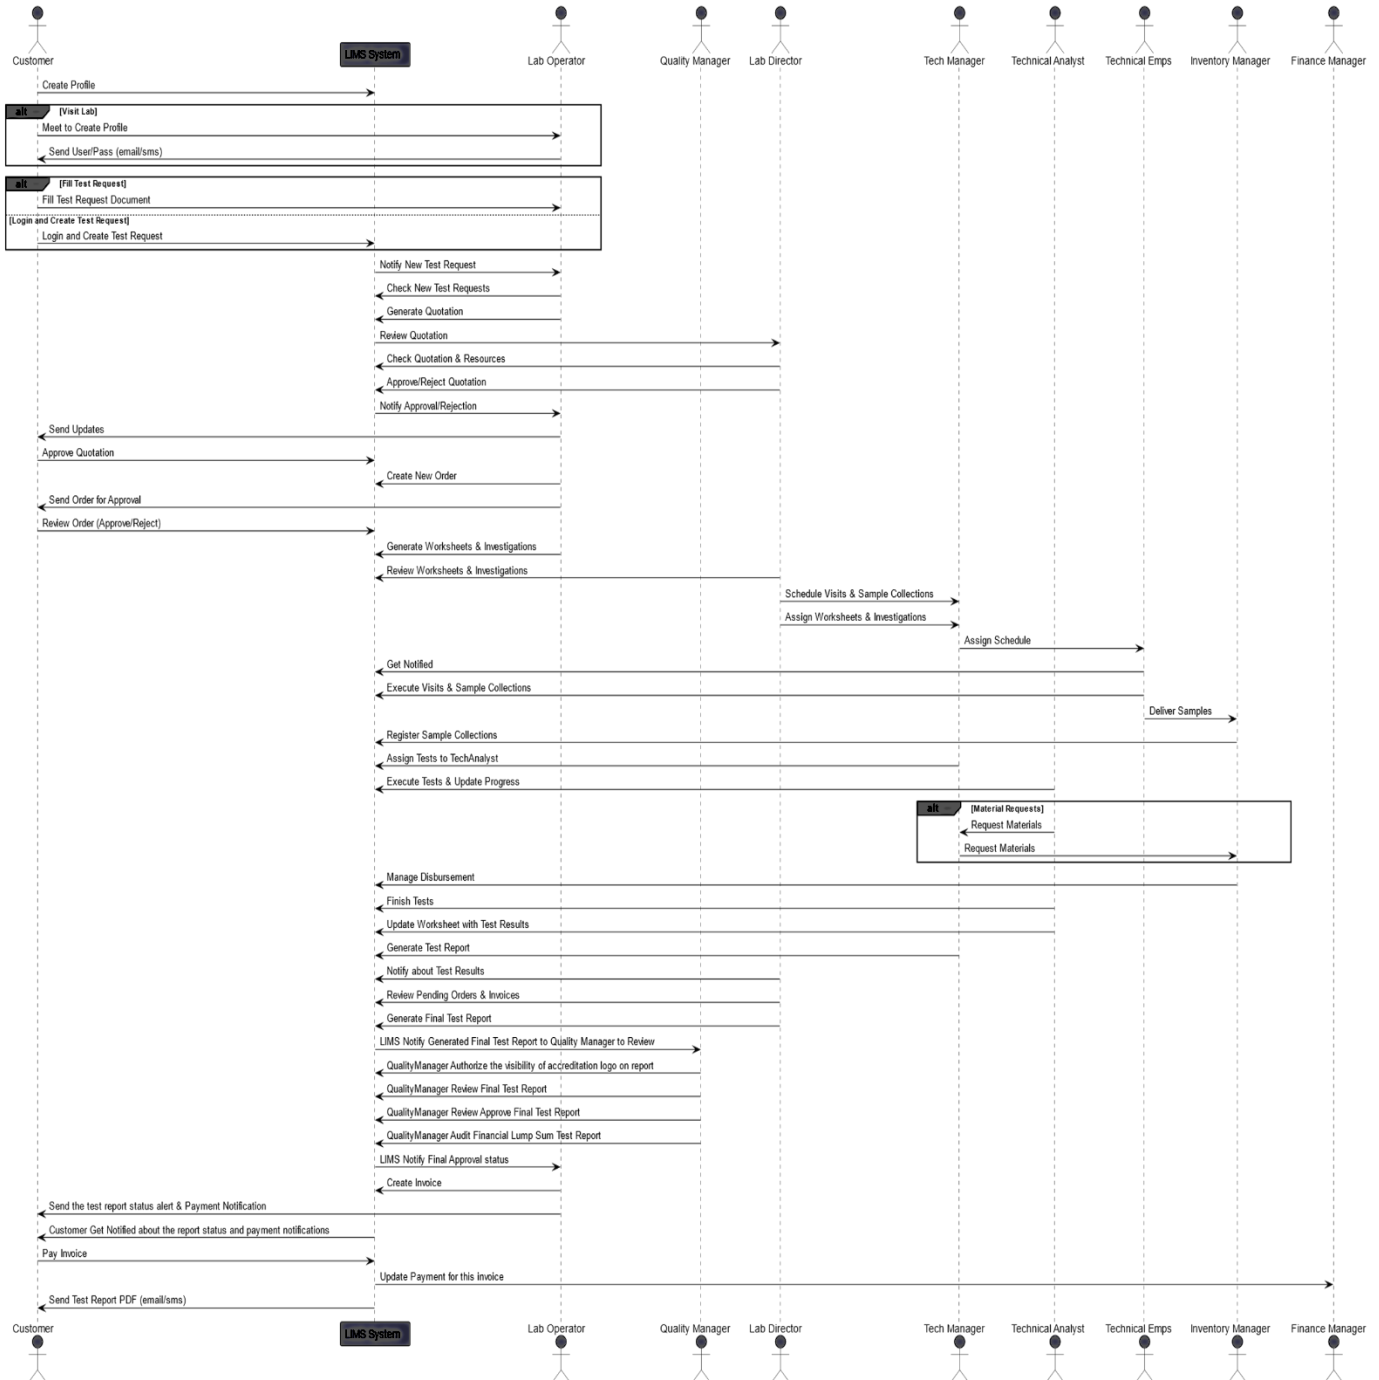 Customer
LIMS System
Lab Operator
Quality Manager
Lab Director
Tech Manager
Technical Analyst
Technical Emps
Inventory Manager
Finance Manager
Create Profile
alt [Visit Lab]
Meet to Create Profile
Send User/Pass (email/sms)
alt [Fill Test Request]
Fill Test Request Document
[Login and Create Test Request]
Login and Create Test Request
Notify New Test Request
Check New Test Requests
Generate Quotation
Review Quotation
Check Quotation & Resources
Approve/Reject Quotation
Notify Approval/Rejection
Send Updates
Approve Quotation
Create New Order
Send Order for Approval
Review Order (Approve/Reject)
Generate Worksheets & Investigations
Review Worksheets & Investigations
Schedule Visits & Sample Collections
Assign Worksheets & Investigations
Assign Schedule
Get Notified
Execute Visits & Sample Collections
Deliver Samples
Register Sample Collections
Assign Tests to TechAnalyst
Execute Tests & Update Progress
alt [Material Requests]
Request Materials
Request Materials
Manage Disbursement
Finish Tests
Update Worksheet with Test Results
Generate Test Report
Notify about Test Results
Review Pending Orders & Invoices
Generate Final Test Report
LIMS Notify Generated Final Test Report to Quality Manager to Review
QualityManager Authorize the visibility of accreditation logo on report
QualityManager Review Final Test Report
QualityManager Review Approve Final Test Report
QualityManager Audit Financial Lump Sum Test Report
LIMS Notify Final Approval status
Create Invoice
Send the test report status alert & Payment Notification
Customer Get Notified about the report status and payment notifications
Pay Invoice
Update Payment for this invoice
Send Test Report PDF (email/sms)
Customer
LIMS System
Lab Operator
Quality Manager
Lab Director
Tech Manager
Technical Analyst
Technical Emps
Inventory Manager
Finance Manager